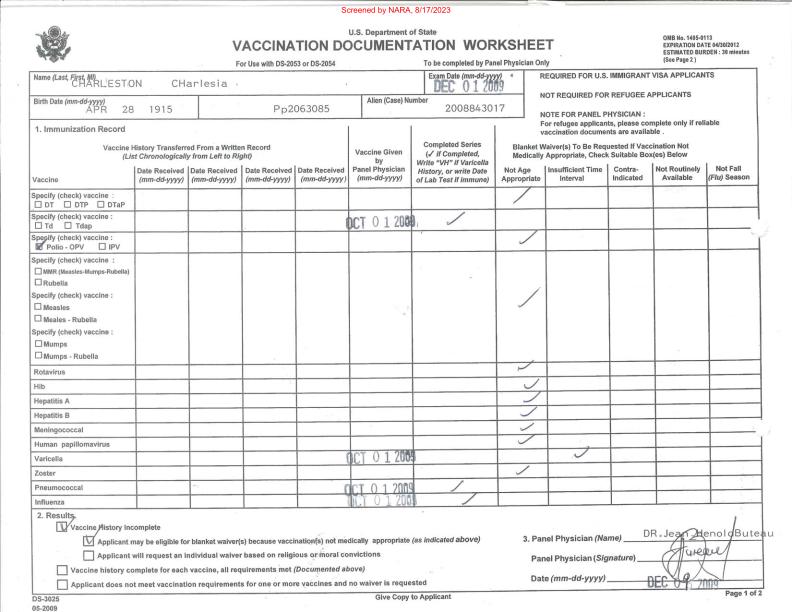 Screened by NARA, 8/17/2023
U.S. Department of State
VACCINATION DOCUMENTATION WORKSHEET
For Use with DS-2053 or DS-2054
To be completed by Panel Physician Only
OMB No. 1405-0113
EXPIRATION DATE 04/30/2012
ESTIMATED BURDEN : 30 minutes
(See Page 2 )
Name (Last, First, MI)
CHARLESTON Charlesia
Exam Date (mm-dd-yyyy)
DEC 01 2009
Birth Date (mm-dd-yyyy)
APR 28 1915
Pp2063085
Alien (Case) Number
2008843017
REQUIRED FOR U.S. IMMIGRANT VISA APPLICANTS
NOT REQUIRED FOR REFUGEE APPLICANTS
NOTE FOR PANEL PHYSICIAN :
For refugee applicants, please complete only if reliable
vaccination documents are available .
1. Immunization Record
Vaccine History Transferred From a Written Record
(List Chronologically from Left to Right)
Vaccine
Date Received
(mm-dd-yyyy)
Date Received
(mm-dd-yyyy)
Date Received
(mm-dd-yyyy)
Date Received
(mm-dd-yyyy)
Vaccine Given
by
Panel Physician
(mm-dd-yyyy)
Completed Series
(✓ if Completed,
Write "VH" if Varicella
History, or write Date
of Lab Test II Immune)
Blanket Waiver(s) To Be Requested If Vaccination Not
Medically Appropriate, Check Suitable Box(es) Below
Not Age
Appropriate
Insufficient Time
Interval
Contra-
Indicated
Not Routinely
Available
Not Fall
(Flu) Season
Specify (check) vaccine :
DT DTP DTaP
Specify (check) vaccine :
Td Tdap
OCT 01 2009
Specify (check) vaccine :
Polio - OPV IPV
Specify (check) vaccine :
MMR (Measles-Mumps-Rubella)
Rubella
Specify (check) vaccine :
Measles
Meales - Rubella
Specify (check) vaccine :
Mumps
Mumps - Rubella
Rotavirus
Hib
Hepatitis A
Hepatitis B
Meningococcal
Human papillomavirus
Varicella
OCT 01 2009
Zoster
Pneumococcal
OCT 01 2009
Influenza
OCT 01 2009
2. Results
Vaccine History Incomplete
Applicant may be eligible for blanket waiver(s) because vaccination(s) not medically appropriate (as indicated above)
Applicant will request an individual waiver based on religious or moral convictions
Vaccine history complete for each vaccine, all requirements met (Documented above)
Applicant does not meet vaccination requirements for one or more vaccines and no waiver is requested
3. Panel Physician (Name) DR.Jean HenoldButeau
Panel Physician (Signature)
Date (mm-dd-yyyy) DEC 2009
DS-3025
05-2009
Give Copy to Applicant
Page 1 of 2